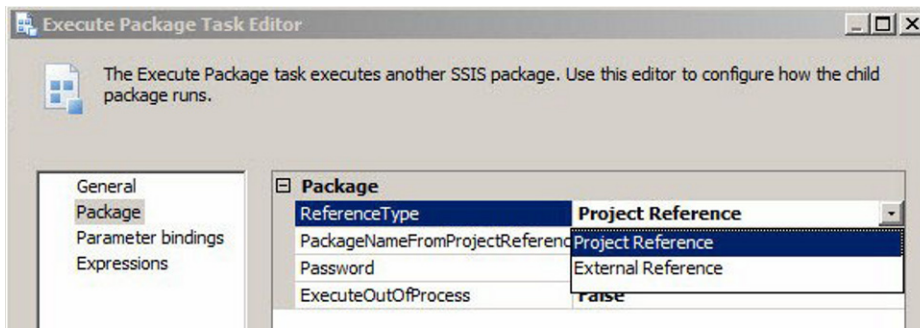 Execute Package Task Editor
The Execute Package task executes another SSIS package. Use this editor to configure how the child
package runs.
General
Package
Parameter bindings
Expressions
Package
ReferenceType Project Reference
PackageNameFromProjectReferenc Project Reference
Password External Reference
ExecuteOutOfProcess False